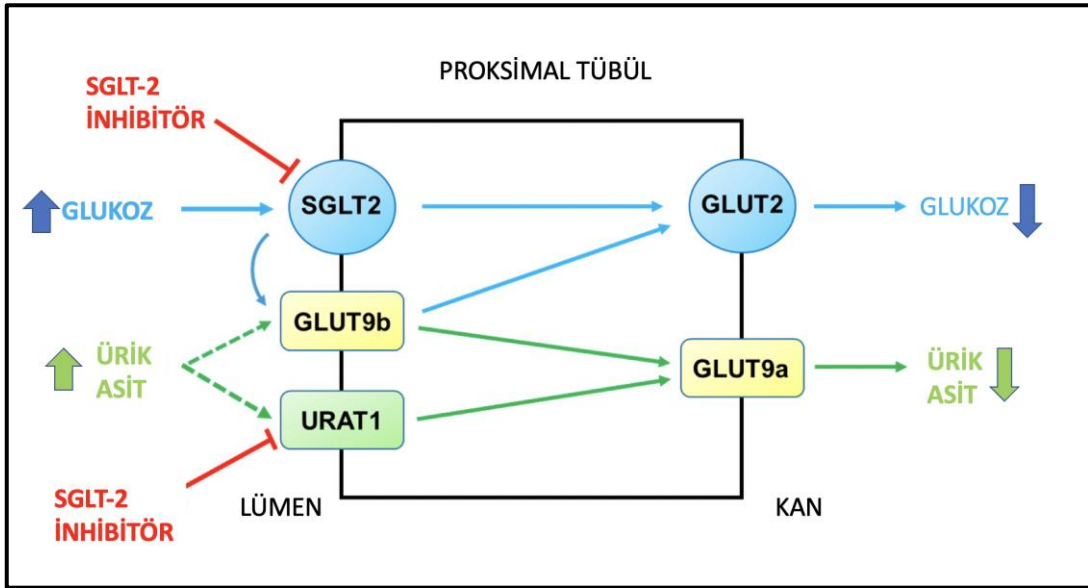 PROKSİMAL TÜBÜL
SGLT-2
İNHİBİTÖR
GLUKOZ
SGLT2
GLUT2
GLUKOZ
GLUT9b
ÜRİK
ASİT
GLUT9a
ÜRİK
ASİT
URAT1
SGLT-2
İNHİBİTÖR
LÜMEN
KAN